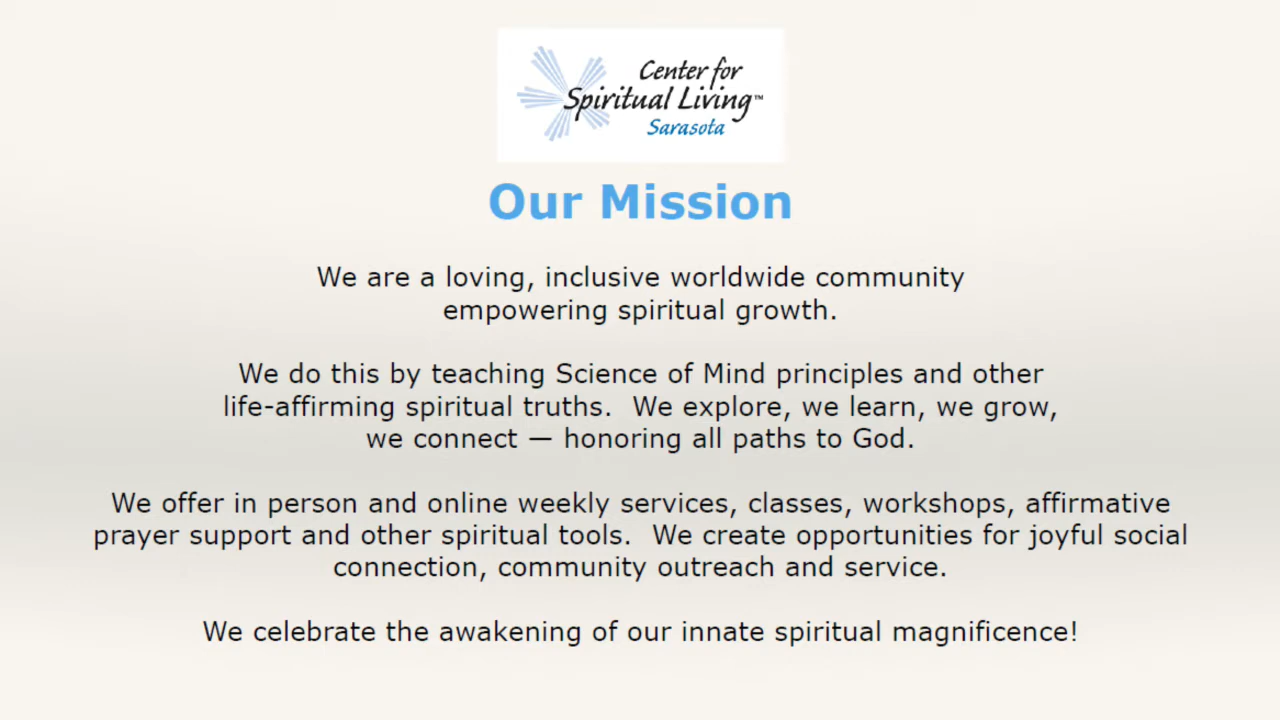 Center for
Spiritual Living™
Sarasota
Our Mission
We are a loving, inclusive worldwide community
empowering spiritual growth.
We do this by teaching Science of Mind principles and other
life-affirming spiritual truths.  We explore, we learn, we grow,
we connect — honoring all paths to God.
We offer in person and online weekly services, classes, workshops, affirmative
prayer support and other spiritual tools.  We create opportunities for joyful social
connection, community outreach and service.
We celebrate the awakening of our innate spiritual magnificence!